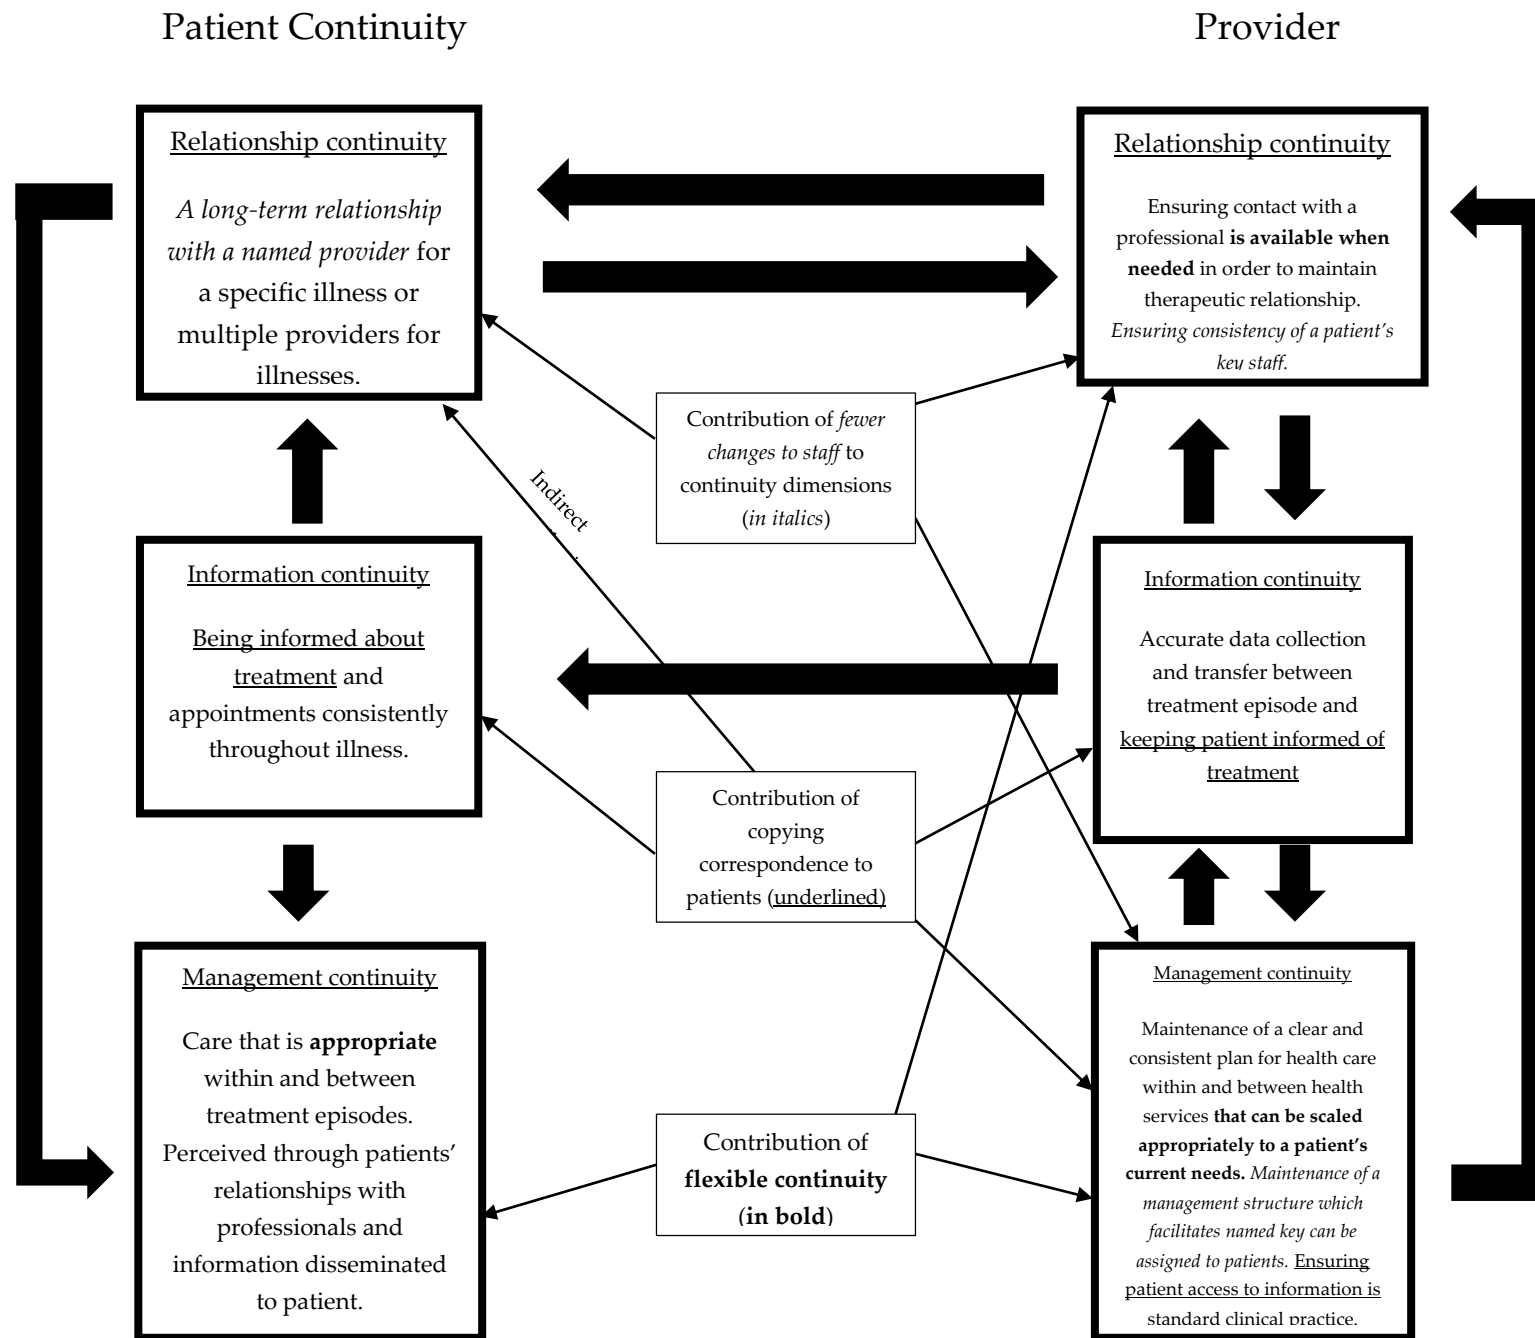 Patient Continuity
Provider
Relationship continuity
A long-term relationship
with a named provider for
a specific illness or
multiple providers for
illnesses.
Relationship continuity
Ensuring contact with a
professional is available when
needed in order to maintain
therapeutic relationship.
Ensuring consistency of a patient's
key staff.
Contribution of fewer
changes to staff to
continuity dimensions
(in italics)
Indirect
Information continuity
Being informed about
treatment and
appointments consistently
throughout illness.
Information continuity
Accurate data collection
and transfer between
treatment episode and
keeping patient informed of
treatment
Contribution of
copying
correspondence to
patients (underlined)
Management continuity
Care that is appropriate
within and between
treatment episodes.
Perceived through patients'
relationships with
professionals and
information disseminated
to patient.
Contribution of
flexible continuity
(in bold)
Management continuity
Maintenance of a clear and
consistent plan for health care
within and between health
services that can be scaled
appropriately to a patient's
current needs. Maintenance of a
management structure which
facilitates named key can be
assigned to patients. Ensuring
patient access to information is
standard clinical practice.